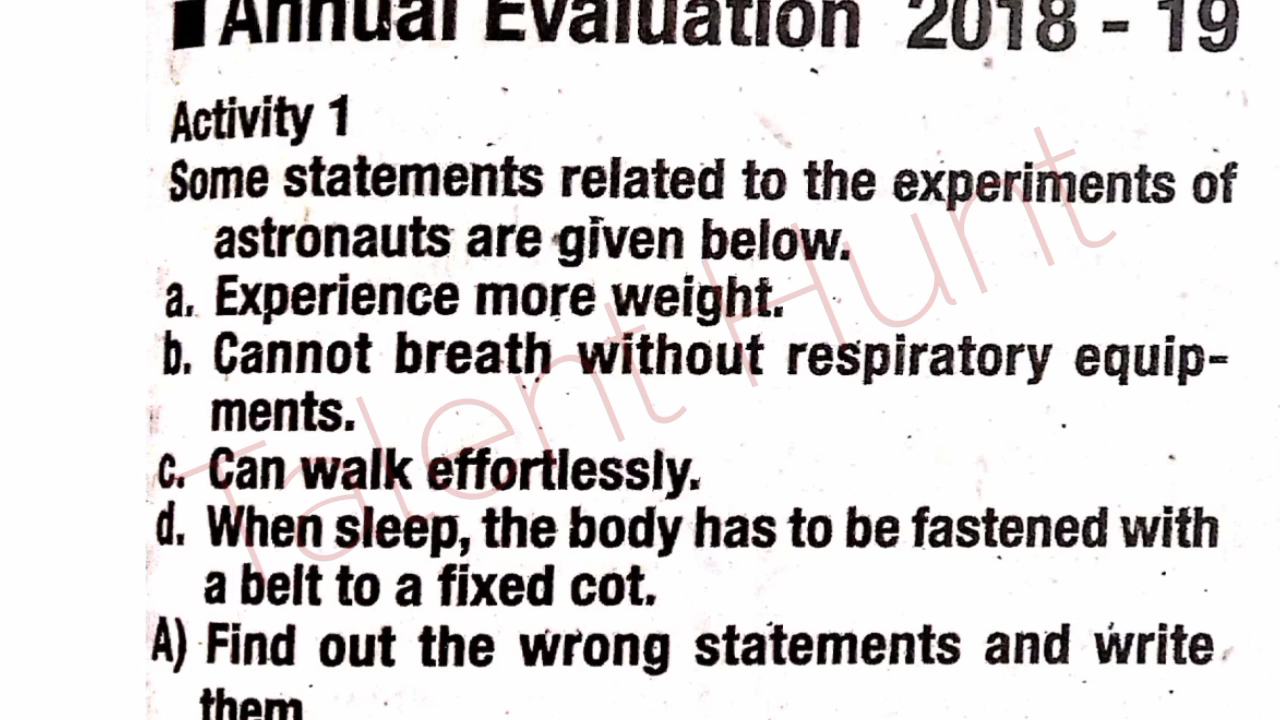 ■ Annual Evaluation 2018 - 19
Activity 1
Some statements related to the experiments of
astronauts are given below.
a. Experience more weight.
b. Cannot breath without respiratory equip-
ments.
c. Can walk effortlessly.
d. When sleep, the body has to be fastened with
a belt to a fixed cot.
A) Find out the wrong statements and write
them
Talent Hunt